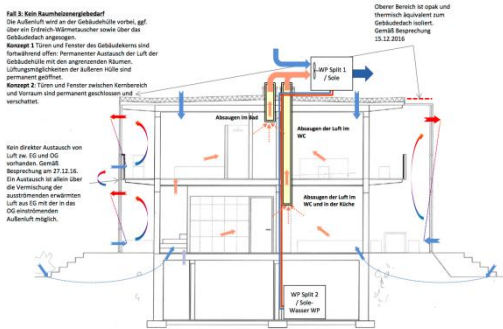 Fall 3: Kein Raumheizenergiebedarf
Die Außenluft wird an der Gebäudehülle vorbei, ggf.
über ein Erdreich-Wärmetauscher sowie über das
Gebäudedach angesogen.
Konzept 1 Türen und Fenster des Gebäudekerns sind
fortwährend offen: Permanenter Austausch der Luft der
Gebäudehülle mit den angrenzenden Räumen.
Lüftungsmöglichkeiten der äußeren Hülle sind
permanent geöffnet.
Konzept 2: Türen und Fenster zwischen Kernbereich
und Vorraum sind permanent geschlossen und
verschattet.
Oberer Bereich ist opak und
thermisch äquivalent zum
Gebäudedach isoliert.
Gemäß Besprechung
15.12.2016
WP Split 1
/ Sole
Absaugen im Bad
Absaugen der Luft im
WC
Kein direkter Austausch von
Luft zw. EG und OG
vorhanden. Gemäß
Besprechung am 27.12.16.
Ein Austausch ist allein über
die Vermischung der
ausströmenden erwärmten
Luft aus EG mit der in das
OG einströmenden
Außenluft möglich.
Absaugen der Luft im
WC und in der Küche
WP Split 2
/ Sole-
Wasser WP